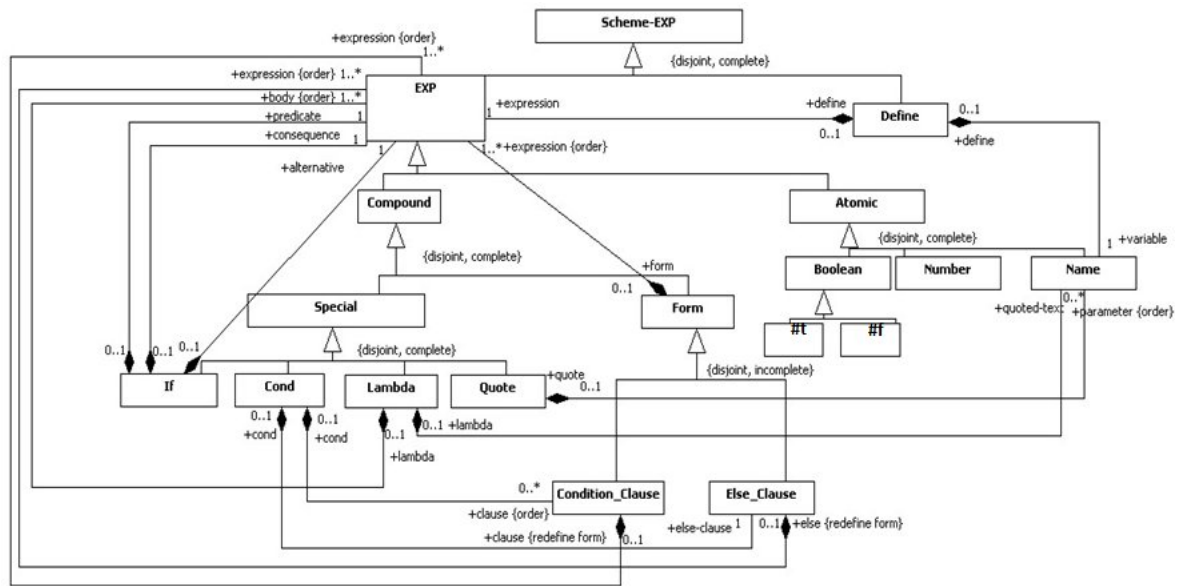 Scheme-EXP
+expression {order}
1..*
{disjoint, complete}
+expression {order} 1..*
EXP
+body {order} 1..*
1
+expression
+define
0..1
Define
0..1
+define
+predicate 1
+consequence 1
+alternative 1
1..* +expression {order}
Compound
Atomic
{disjoint, complete}
+form
0..1
{disjoint, complete}
1 +variable
Boolean
Number
Name
Special
Form
+quoted-text
0..*
+parameter {order}
#t
#f
0..1
0..1
0..1
{disjoint, complete}
{disjoint, incomplete}
If
Cond
Lambda
Quote
+quote
0..1
0..1
+cond
0..1
+cond
0..1
+lambda
0..1 +lambda
0..*
Condition_Clause
Else_Clause
+clause {order}
+clause {redefine form}
0..1
+else-clause 1
0..1 +else {redefine form}